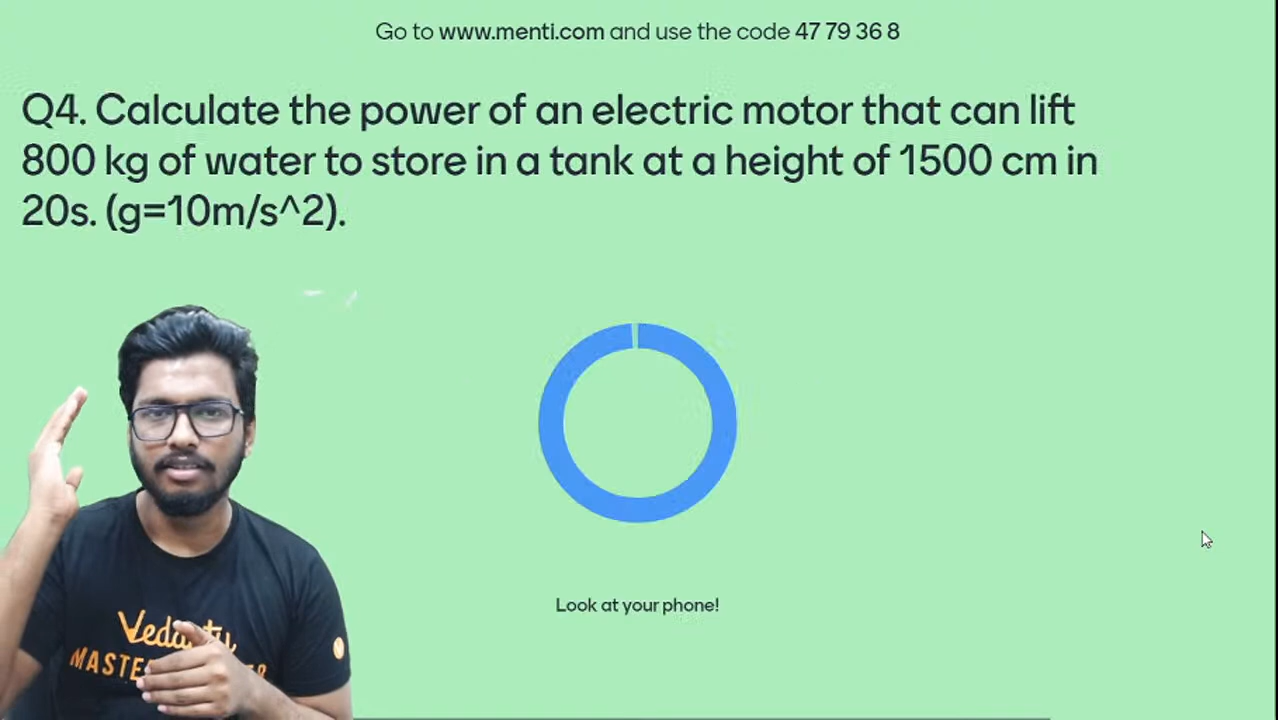 Go to www.menti.com and use the code 47 79 36 8
Q4. Calculate the power of an electric motor that can lift
800 kg of water to store in a tank at a height of 1500 cm in
20s. (g=10m/s^2).
Look at your phone!